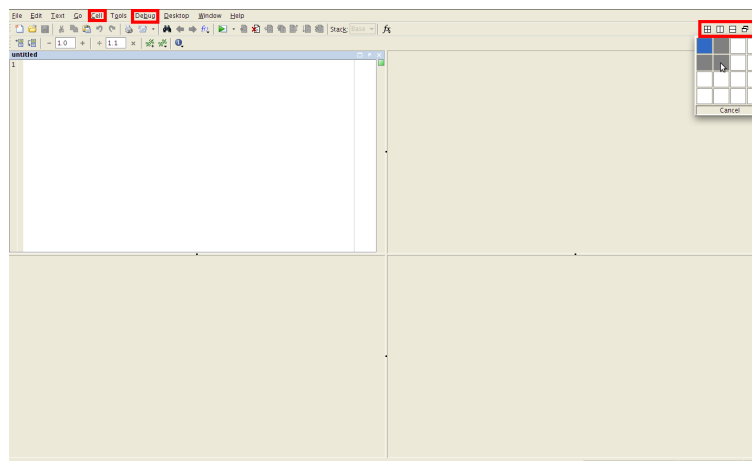 File Edit Text Go Cell Tools Debug Desktop Window Help
Stack: Base fx
- 1.0 + ÷ 1.1 ×
untitled
1
Cancel